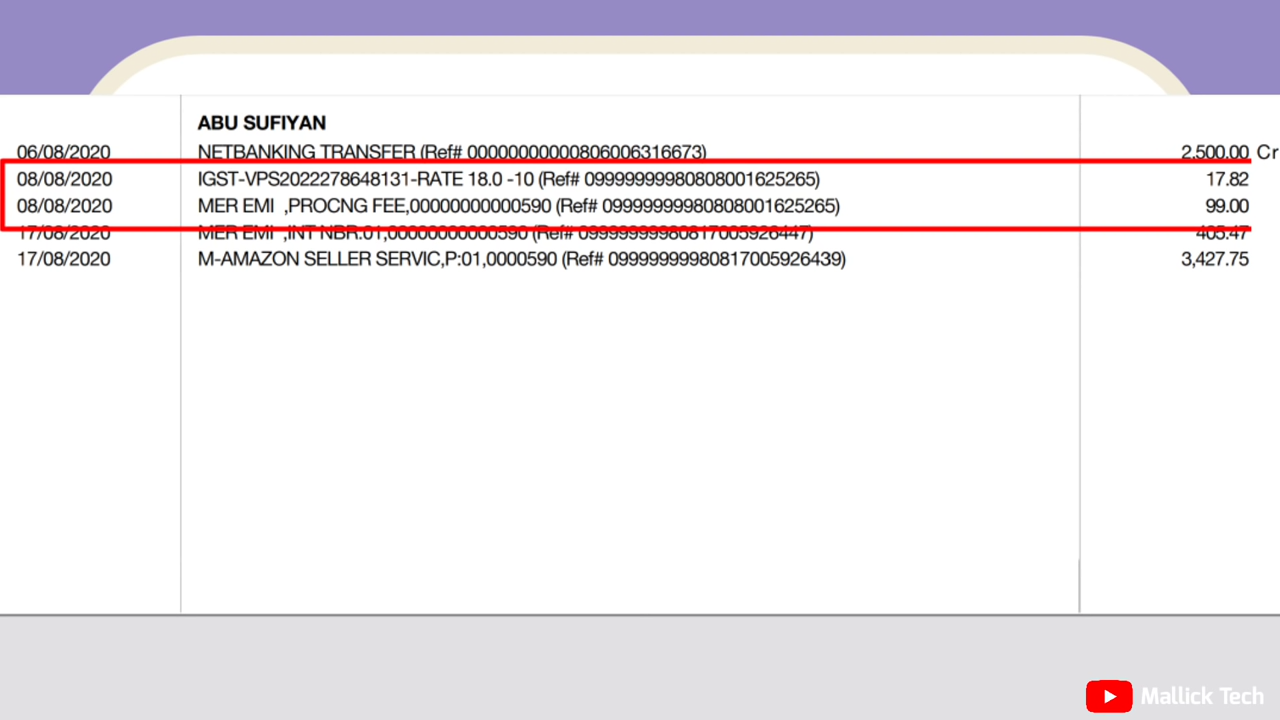 ABU SUFIYAN
06/08/2020 NETBANKING TRANSFER (Ref# 00000000000806006316673) 2,500.00 Cr
08/08/2020 IGST-VPS2022278648131-RATE 18.0 -10 (Ref# 09999999980808001625265) 17.82
08/08/2020 MER EMI ,PROCNG FEE,00000000000590 (Ref# 09999999980808001625265) 99.00
17/08/2020 MER EMI ,INT NBR:01,00000000000590 (Ref# 09999999980817005926447) 405.47
17/08/2020 M-AMAZON SELLER SERVIC,P:01,0000590 (Ref# 09999999980817005926439) 3,427.75
Mallick Tech